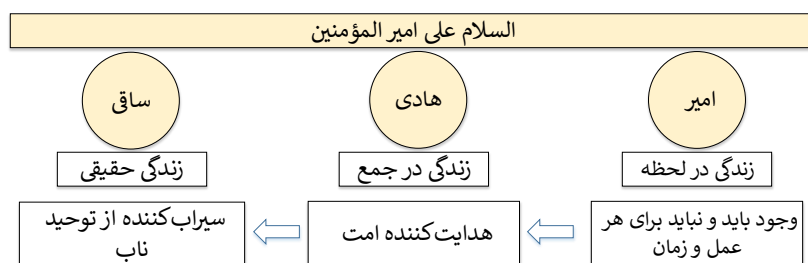 السلام علی امیر المؤمنین
امیر
هادی
ساقی
زندگی در لحظه
زندگی در جمع
زندگی حقیقی
وجود باید و نباید برای هر
عمل و زمان
هدایت‌کننده امت
سیراب‌کننده از توحید
ناب